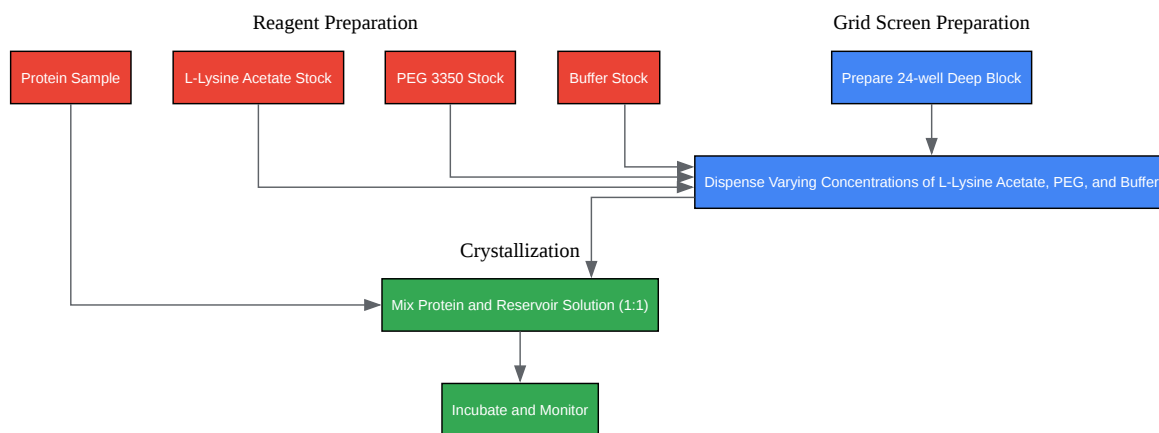 Reagent Preparation
Grid Screen Preparation
Protein Sample
L-Lysine Acetate Stock
PEG 3350 Stock
Buffer Stock
Prepare 24-well Deep Block
Dispense Varying Concentrations of L-Lysine Acetate, PEG, and Buffer
Crystallization
Mix Protein and Reservoir Solution (1:1)
Incubate and Monitor